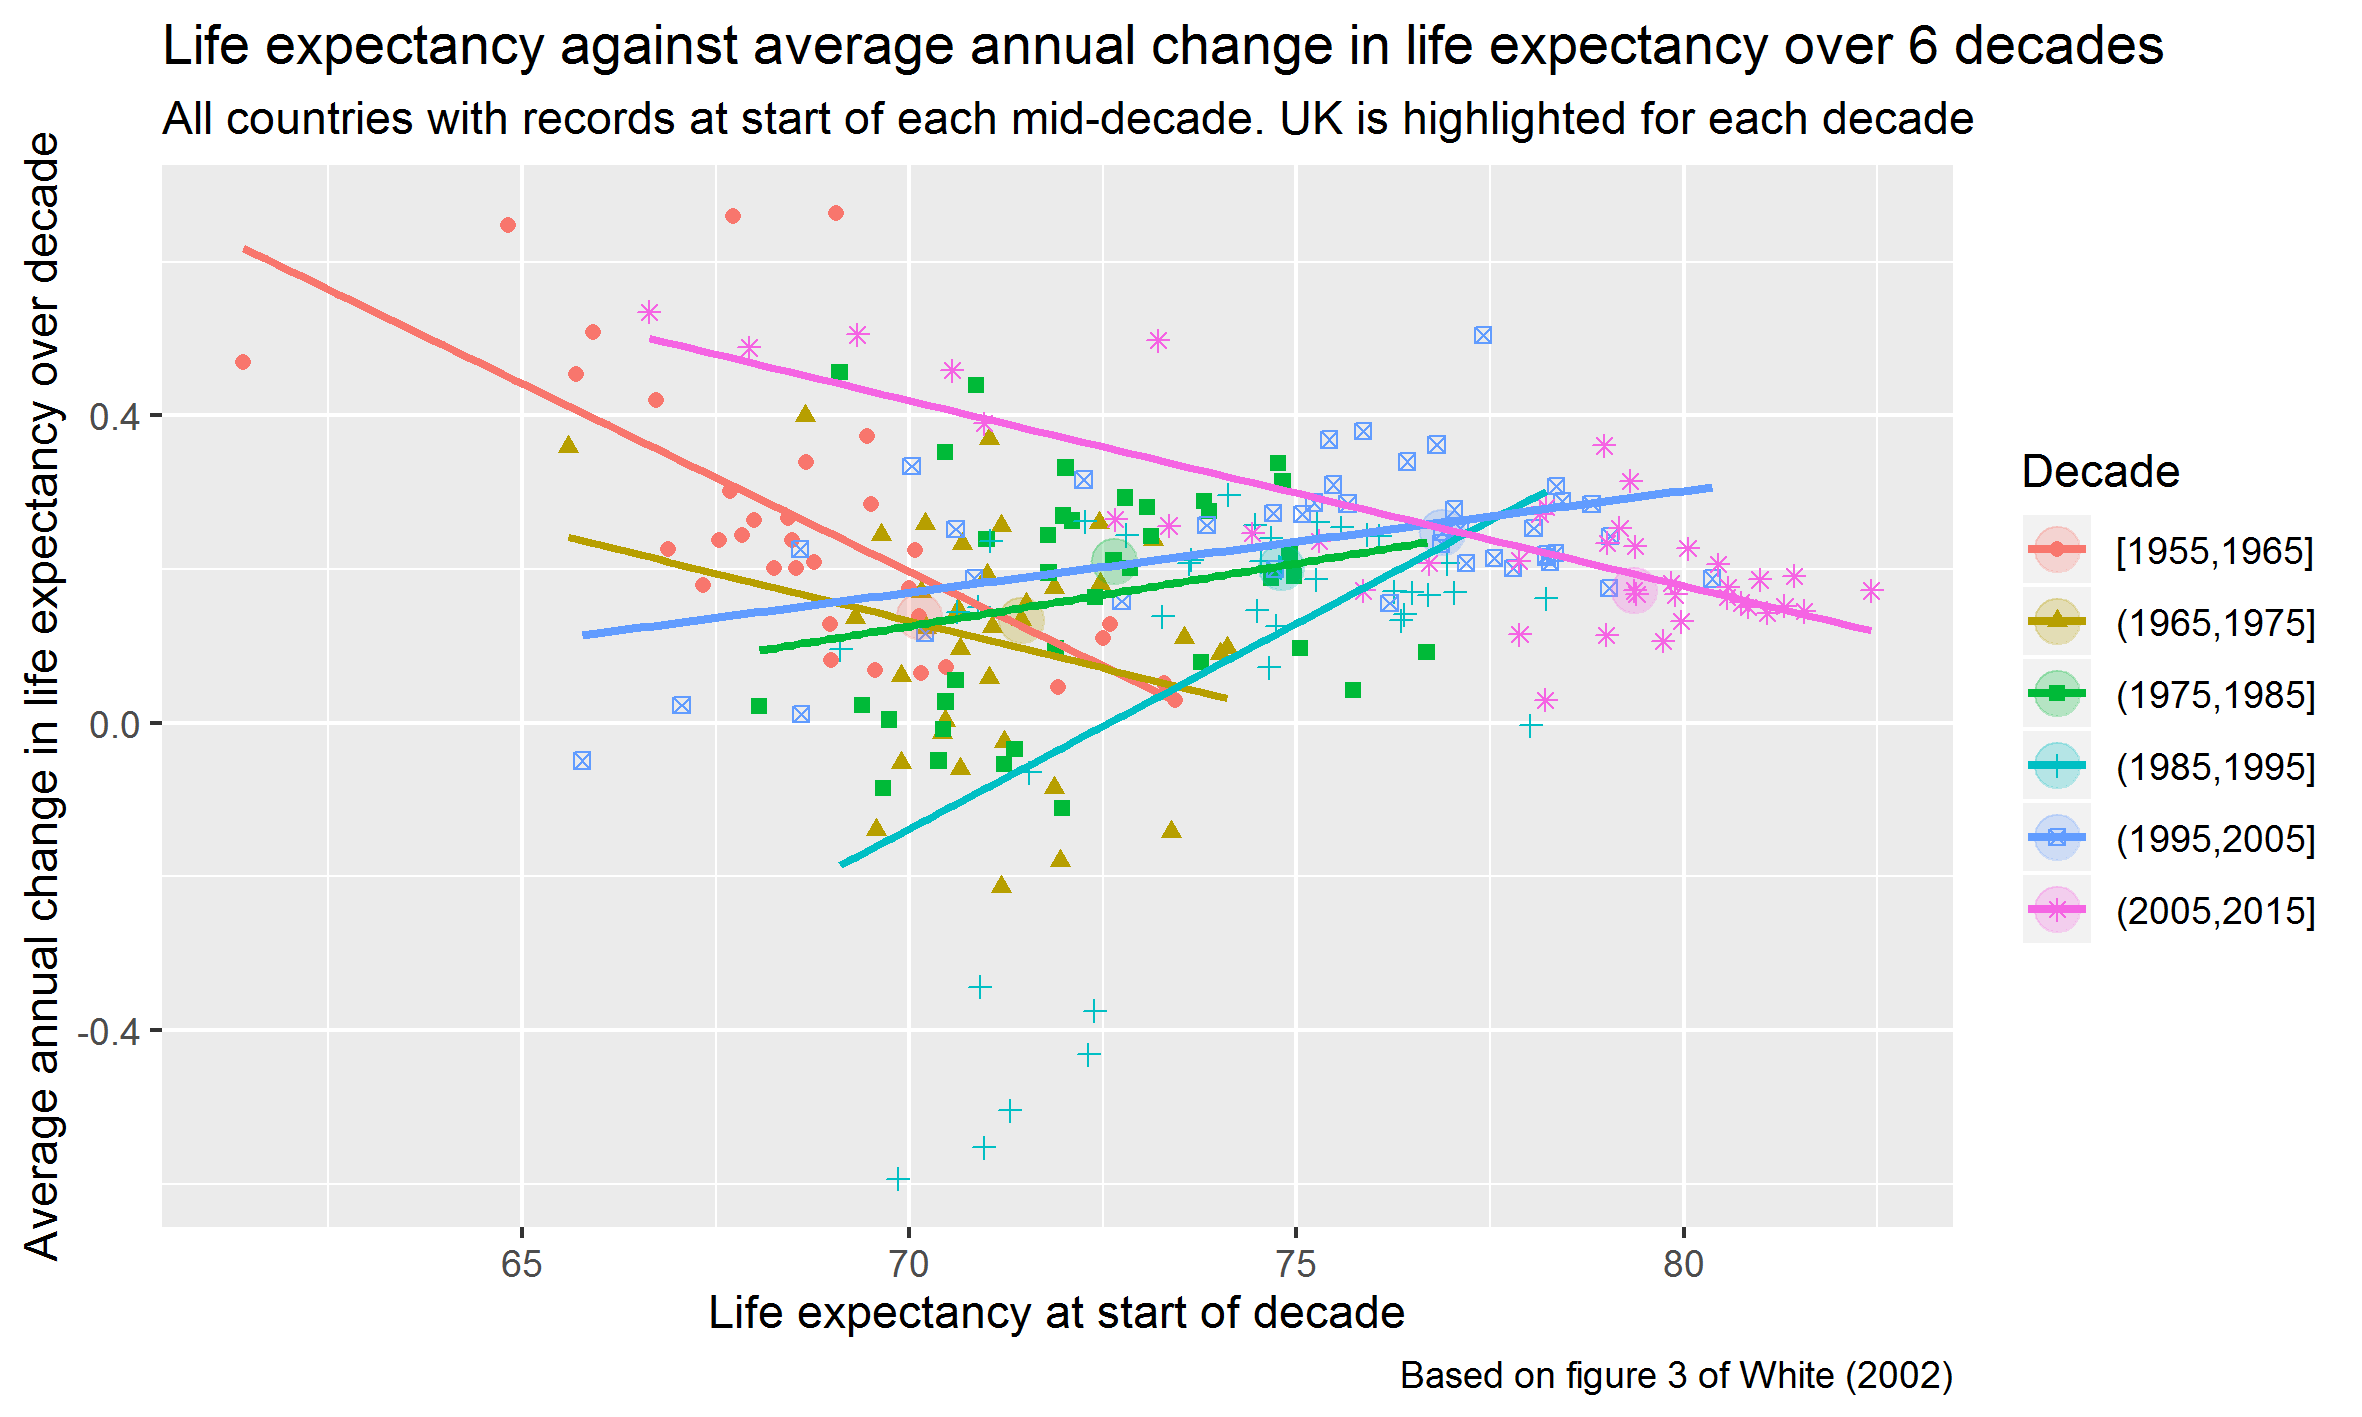 Life expectancy against average annual change in life expectancy over 6 decades
All countries with records at start of each mid-decade. UK is highlighted for each decade
Average annual change in life expectancy over decade
0.4
0.0
-0.4
65
70
75
80
Life expectancy at start of decade
Decade
[1955,1965]
(1965,1975]
(1975,1985]
(1985,1995]
(1995,2005]
(2005,2015]
Based on figure 3 of White (2002)